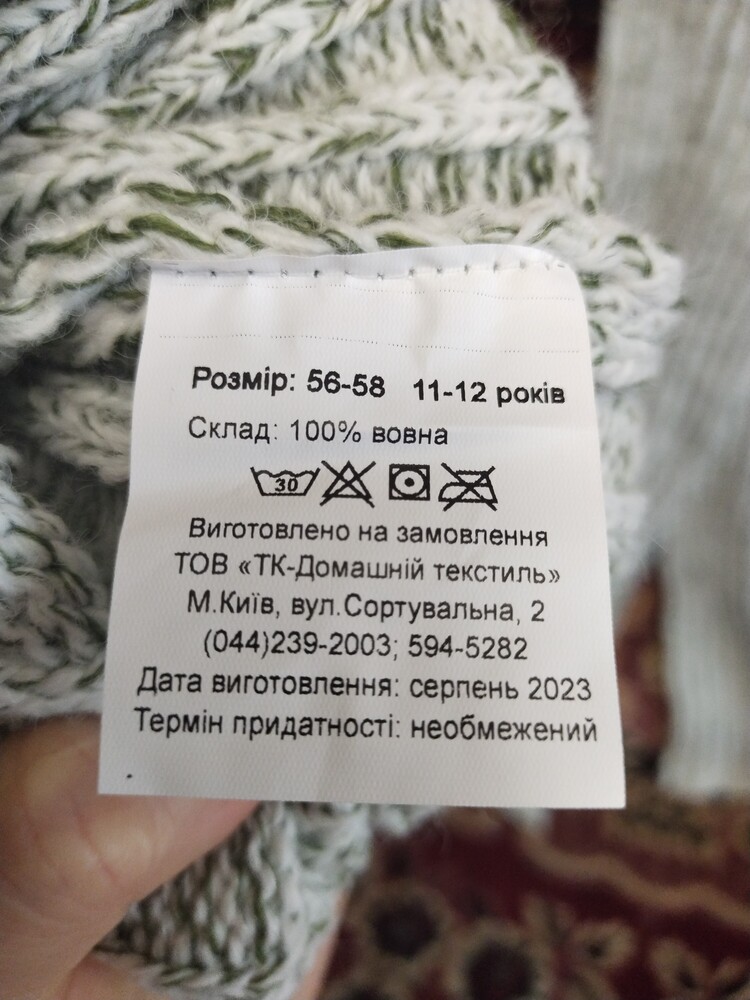 Розмір: 56-58 11-12 років
Склад: 100% вовна
30
Виготовлено на замовлення
ТОВ «ТК-Домашній текстиль»
М.Київ, вул.Сортувальна, 2
(044)239-2003; 594-5282
Дата виготовлення: серпень 2023
Термін придатності: необмежений